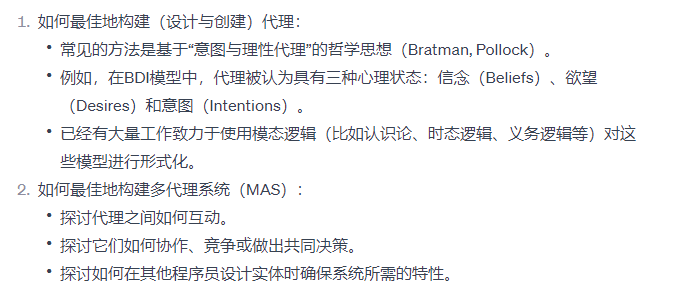 1. 如何最佳地构建（设计与创建）代理：
• 常见的方法是基于“意图与理性代理”的哲学思想（Bratman, Pollock）。
• 例如，在BDI模型中，代理被认为具有三种心理状态：信念（Beliefs）、欲望
（Desires）和意图（Intentions）。
• 已经有大量工作致力于使用模态逻辑（比如认识论、时态逻辑、义务逻辑等）对这
些模型进行形式化。
2. 如何最佳地构建多代理系统（MAS）：
• 探讨代理之间如何互动。
• 探讨它们如何协作、竞争或做出共同决策。
• 探讨如何在其他程序员设计实体时确保系统所需的特性。